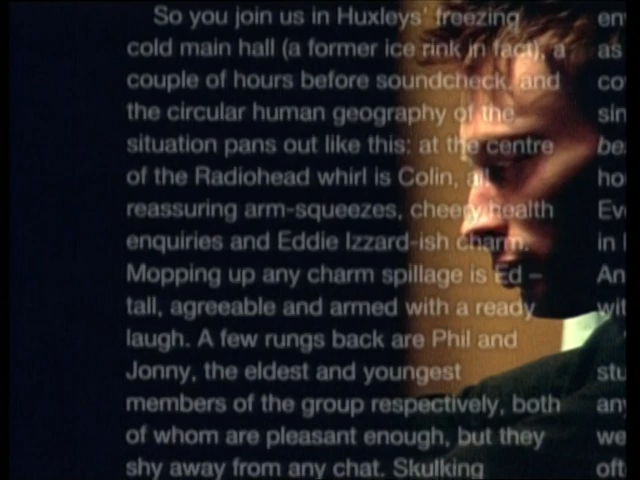 So you join us in Huxleys' freezing
cold main hall (a former ice rink in fact), a
couple of hours before soundcheck, and
the circular human geography of the
situation pans out like this: at the centre
of the Radiohead whirl is Colin, all
reassuring arm-squeezes, cheery health
enquiries and Eddie Izzard-ish charm.
Mopping up any charm spillage is Ed –
tall, agreeable and armed with a ready
laugh. A few rungs back are Phil and
Jonny, the eldest and youngest
members of the group respectively, both
of whom are pleasant enough, but they
shy away from any chat. Skulking